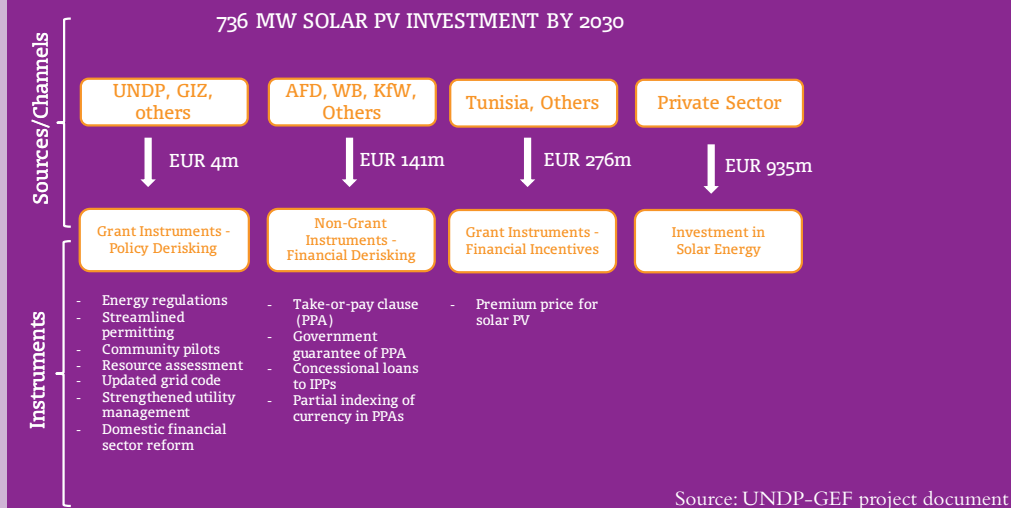 736 MW SOLAR PV INVESTMENT BY 2030
Sources/Channels
UNDP, GIZ,
others
AFD, WB, KfW,
Others
Tunisia, Others
Private Sector
EUR 4m
EUR 141m
EUR 276m
EUR 935m
Grant Instruments -
Policy Derisking
Non-Grant
Instruments -
Financial Derisking
Grant Instruments -
Financial Incentives
Investment in
Solar Energy
Instruments
- Energy regulations
- Streamlined
permitting
- Community pilots
- Resource assessment
- Updated grid code
- Strengthened utility
management
- Domestic financial
sector reform
- Take-or-pay clause
(PPA)
- Government
guarantee of PPA
- Concessional loans
to IPPs
- Partial indexing of
currency in PPAs
- Premium price for
solar PV
Source: UNDP-GEF project document